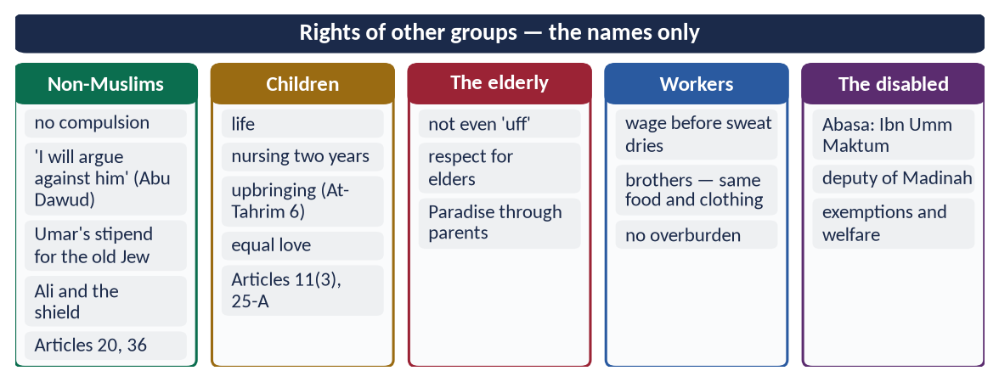 Rights of other groups — the names only
Non-Muslims
no compulsion
'I will argue
against him' (Abu
Dawud)
Umar's stipend
for the old Jew
Ali and the
shield
Articles 20, 36
Children
life
nursing two years
upbringing (At-
Tahrim 6)
equal love
Articles 11(3),
25-A
The elderly
not even 'uff'
respect for
elders
Paradise through
parents
Workers
wage before sweat
dries
brothers — same
food and clothing
no overburden
The disabled
Abasa: Ibn Umm
Maktum
deputy of Madinah
exemptions and
welfare